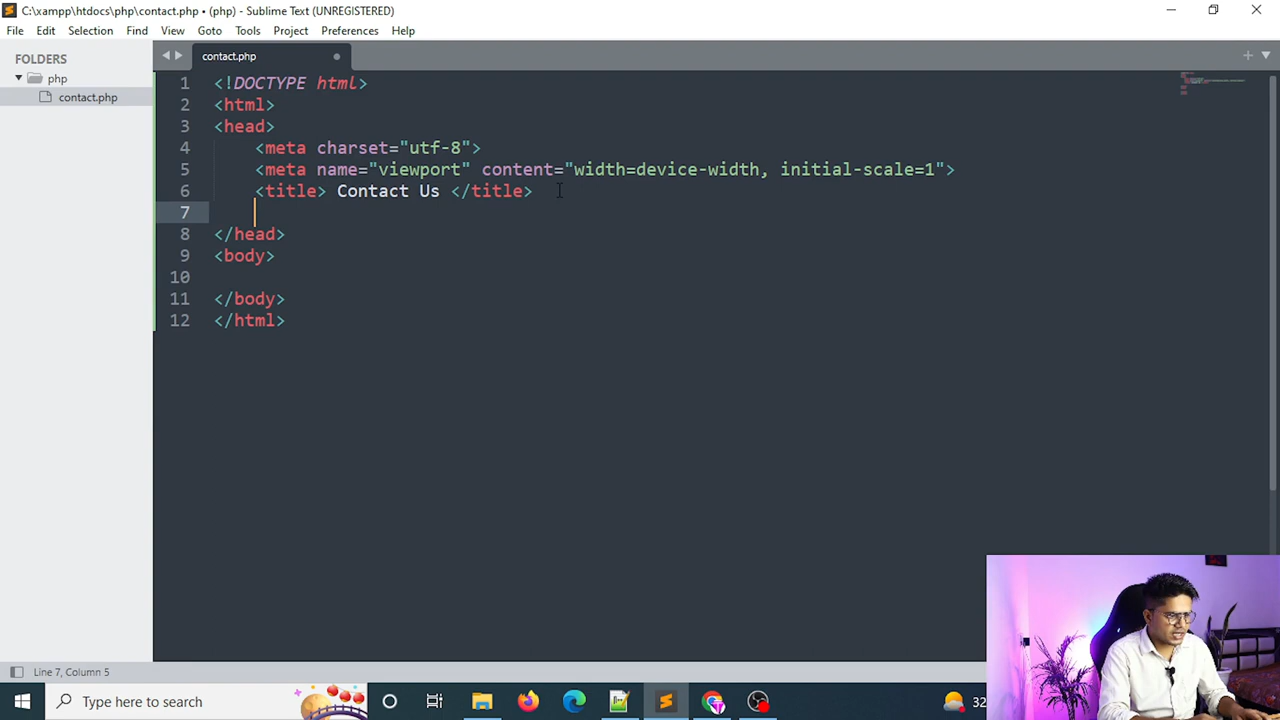 C:\xampp\htdocs\php\contact.php • (php) - Sublime Text (UNREGISTERED)
File Edit Selection Find View Goto Tools Project Preferences Help
FOLDERS
php
contact.php
contact.php
1 <!DOCTYPE html>
2 <html>
3 <head>
4 <meta charset="utf-8">
5 <meta name="viewport" content="width=device-width, initial-scale=1">
6 <title> Contact Us </title>
7
8 </head>
9 <body>
10
11 </body>
12 </html>
Line 7, Column 5
Type here to search
32